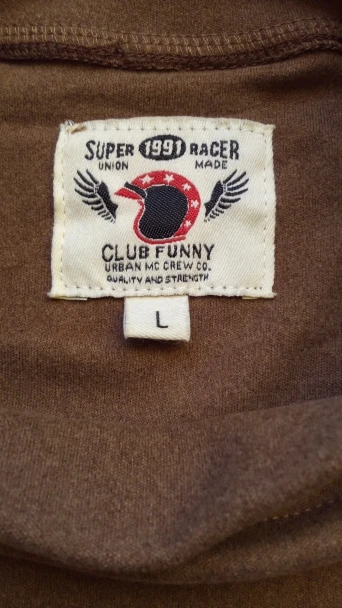 SUPER 1991 RACER
UNION MADE
CLUB FUNNY
URBAN MC CREW CO.
QUALITY AND STRENGTH
L